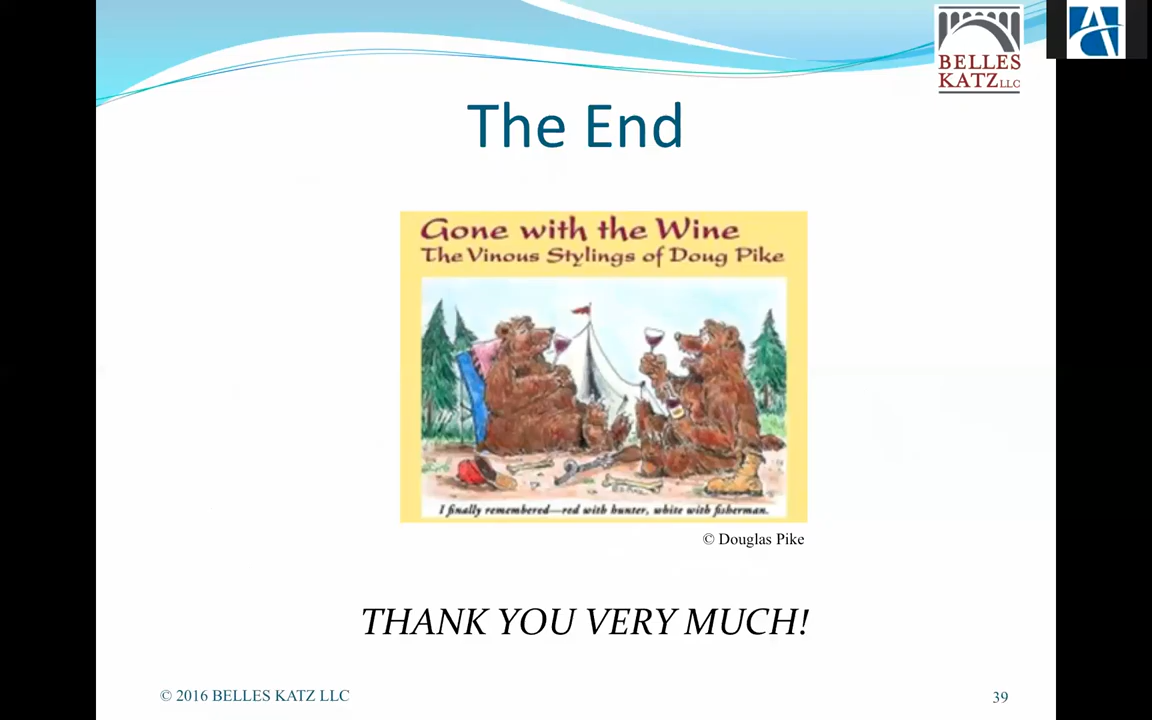 BELLES
KATZ LLC
The End
Gone with the Wine
The Vinous Stylings of Doug Pike
I finally remembered—red with hunter, white with fisherman.
© Douglas Pike
THANK YOU VERY MUCH!
© 2016 BELLES KATZ LLC
39